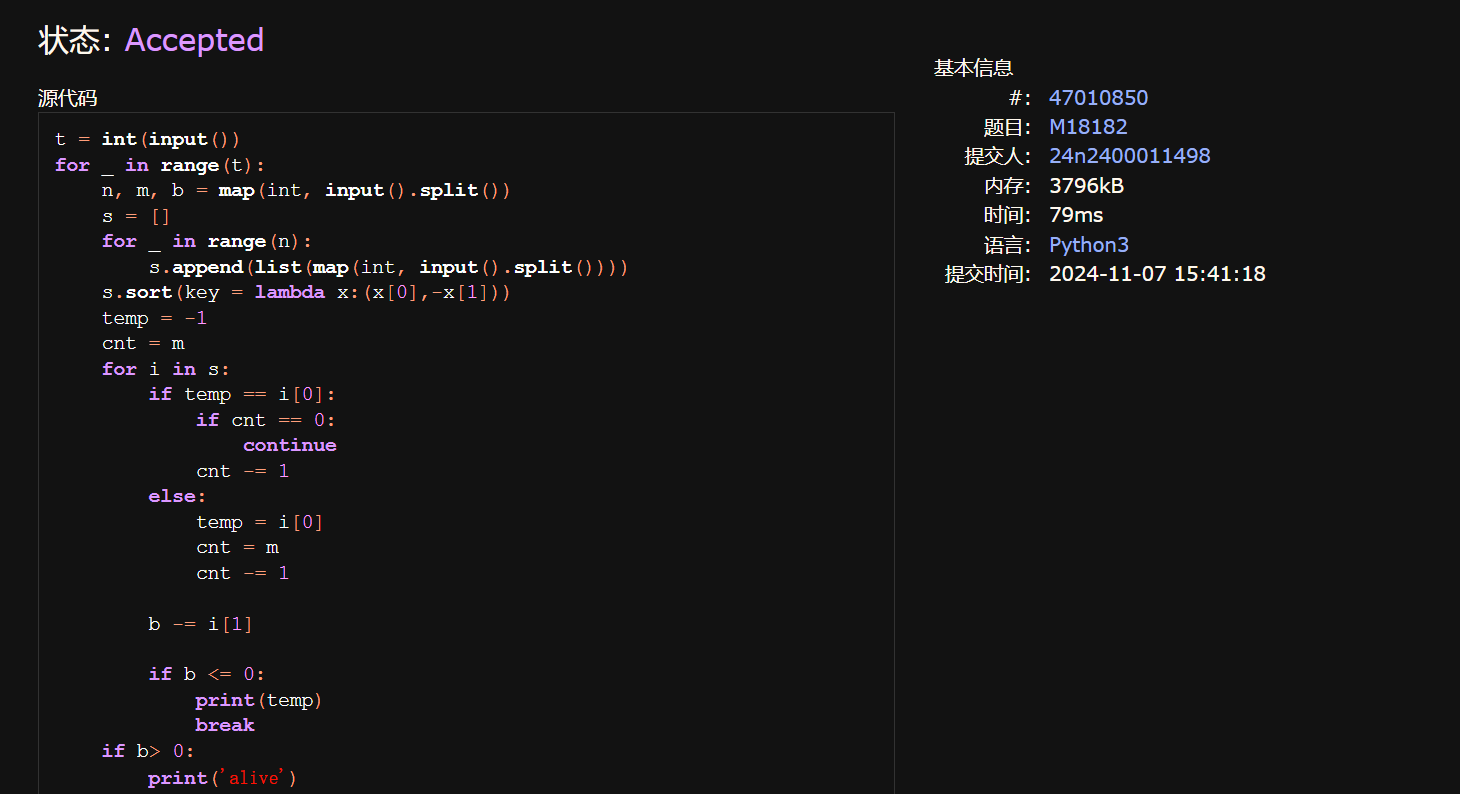 状态: Accepted
源代码
t = int(input())
for _ in range(t):
    n, m, b = map(int, input().split())
    s = []
    for _ in range(n):
        s.append(list(map(int, input().split())))
    s.sort(key = lambda x:(x[0],-x[1]))
    temp = -1
    cnt = m
    for i in s:
        if temp == i[0]:
            if cnt == 0:
                continue
            cnt -= 1
        else:
            temp = i[0]
            cnt = m
            cnt -= 1
        b -= i[1]
        if b <= 0:
            print(temp)
            break
    if b> 0:
        print('alive')
基本信息
#: 47010850
题目: M18182
提交人: 24n2400011498
内存: 3796kB
时间: 79ms
语言: Python3
提交时间: 2024-11-07 15:41:18